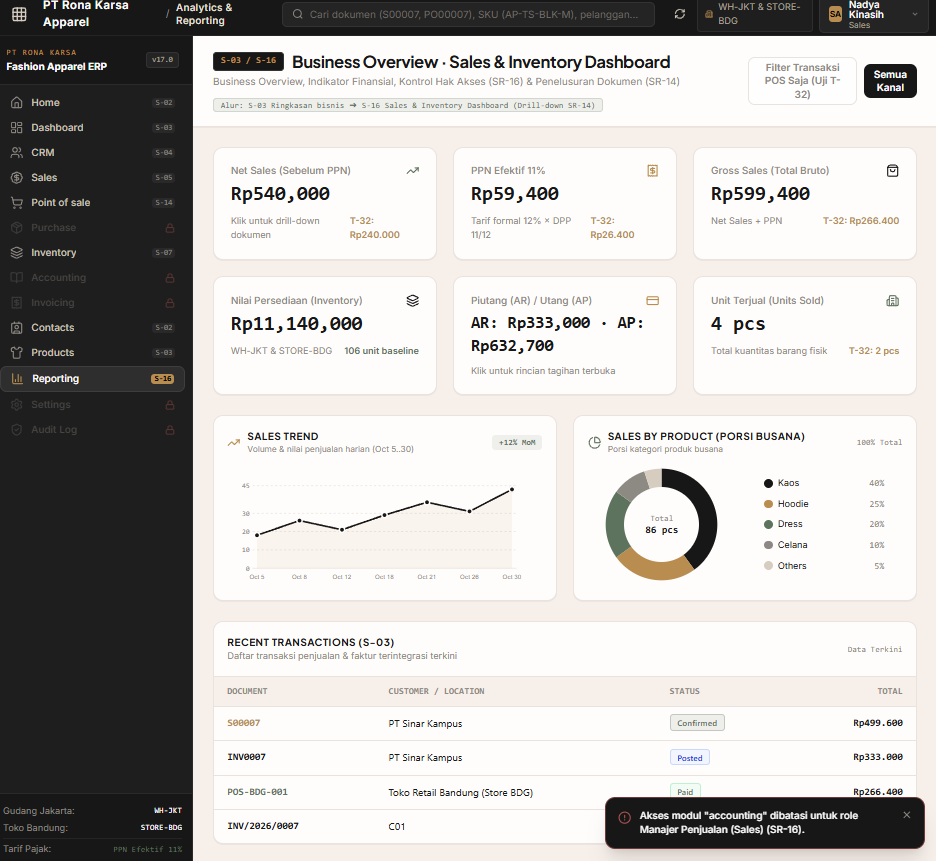 PT Rona Karsa Apparel
/ Analytics & Reporting
Cari dokumen (S00007, PO00007), SKU (AP-TS-BLK-M), pelanggan...
WH-JKT & STORE-BDG
SA
Nadya Kinasih
Sales
PT RONA KARSA
Fashion Apparel ERP
v17.0
Home S-02
Dashboard S-03
CRM S-04
Sales S-05
Point of sale S-14
Purchase
Inventory S-07
Accounting
Invoicing
Contacts S-02
Products S-03
Reporting S-16
Settings
Audit Log
Gudang Jakarta: WH-JKT
Toko Bandung: STORE-BDG
Tarif Pajak: PPN Efektif 11%
S-03 / S-16
Business Overview · Sales & Inventory Dashboard
Business Overview, Indikator Finansial, Kontrol Hak Akses (SR-16) & Penelusuran Dokumen (SR-14)
Alur: S-03 Ringkasan bisnis → S-16 Sales & Inventory Dashboard (Drill-down SR-14)
Filter Transaksi
POS Saja (Uji T-
32)
Semua
Kanal
Net Sales (Sebelum PPN)
Rp540,000
Klik untuk drill-down
dokumen
T-32:
Rp240.000
PPN Efektif 11%
Rp59,400
Tarif formal 12% × DPP
11/12
T-32:
Rp26.400
Gross Sales (Total Bruto)
Rp599,400
Net Sales + PPN
T-32: Rp266.400
Nilai Persediaan (Inventory)
Rp11,140,000
WH-JKT & STORE-BDG
106 unit baseline
Piutang (AR) / Utang (AP)
AR: Rp333,000 · AP:
Rp632,700
Klik untuk rincian tagihan terbuka
Unit Terjual (Units Sold)
4 pcs
Total kuantitas barang fisik
T-32: 2 pcs
SALES TREND
Volume & nilai penjualan harian (Oct 5..30)
+12% MoM
45
30
20
10
0
Oct 5 Oct 8 Oct 12 Oct 18 Oct 21 Oct 26 Oct 30
SALES BY PRODUCT (PORSI BUSANA)
Porsi kategori produk busana
100% Total
Total
86 pcs
Kaos 40%
Hoodie 25%
Dress 20%
Celana 10%
Others 5%
RECENT TRANSACTIONS (S-03)
Daftar transaksi penjualan & faktur terintegrasi terkini
Data Terkini
DOCUMENT CUSTOMER / LOCATION STATUS TOTAL
S00007 PT Sinar Kampus Confirmed Rp499.600
INV0007 PT Sinar Kampus Posted Rp333.000
POS-BDG-001 Toko Retail Bandung (Store BDG) Paid Rp266.400
INV/2026/0007 C01
Akses modul "accounting" dibatasi untuk role
Manajer Penjualan (Sales) (SR-16).